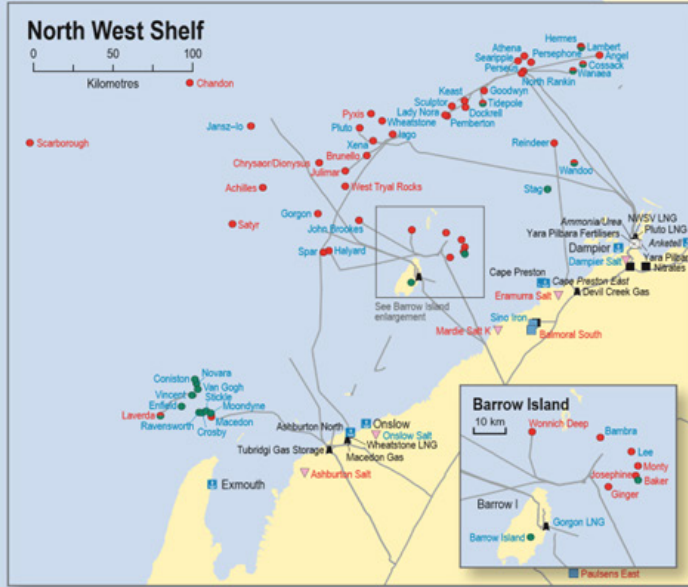 North West Shelf
0 50 100
Kilometres
Chandon
Scarborough
Jansz–Io
Chrysaor/Dionysus
Achilles
Satyr
Gorgon
John Brookes
Spar
Halyard
Pyxis
Pluto
Wheatstone
Xena
Iago
Brunello
Julimar
West Tryal Rocks
Athena
Searipple
Perseus
Persephone
Hermes
Lambert
Angel
Cossack
Wanaea
North Rankin
Keast
Goodwyn
Sculptor
Tidepole
Lady Nora
Dockrell
Pemberton
Reindeer
Wandoo
Stag
Ammonia/Urea
NWSV LNG
Pluto LNG
Yara Pilbara Fertilisers
Anketell
Dampier
Dampier Salt
Yara Pilbar
Nitrates
Cape Preston
Cape Preston East
Eramurra Salt
Devil Creek Gas
See Barrow Island
enlargement
Sino Iron
Mardie Salt K
Balmoral South
Novara
Coniston
Van Gogh
Vincent
Stickle
Enfield
Moondyne
Laverda
Ravensworth
Macedon
Crosby
Ashburton North
Onslow
Onslow Salt
Wheatstone LNG
Tubridgi Gas Storage
Macedon Gas
Ashburton Salt
Exmouth
Barrow Island
10 km
Wonnich Deep
Bambra
Lee
Monty
Josephine
Baker
Ginger
Barrow I
Gorgon LNG
Barrow Island
Paulsens East